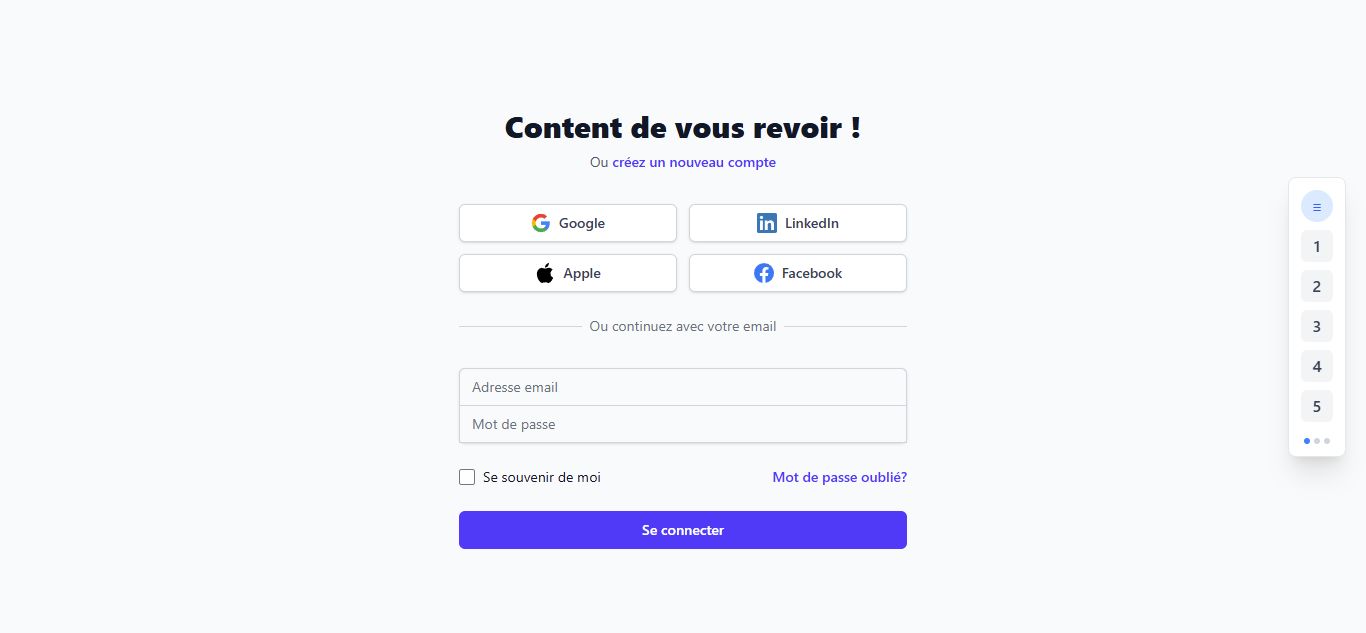 Content de vous revoir !
Ou créez un nouveau compte
Google
LinkedIn
Apple
Facebook
Ou continuez avec votre email
Adresse email
Mot de passe
Se souvenir de moi
Mot de passe oublié?
Se connecter
1
2
3
4
5